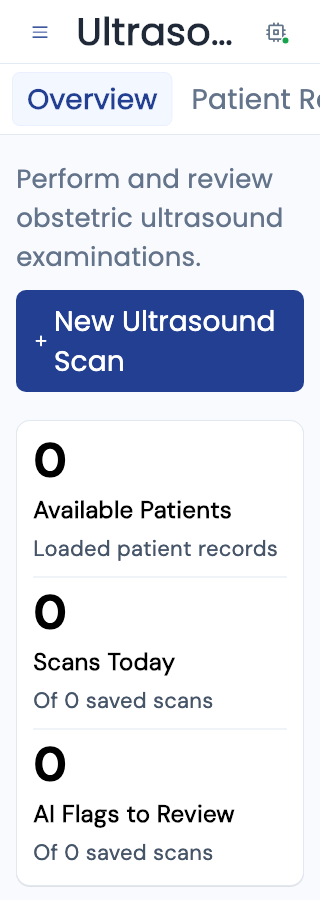 Ultraso...
Overview
Patient R
Perform and review
obstetric ultrasound
examinations.
+ New Ultrasound
Scan
0
Available Patients
Loaded patient records
0
Scans Today
Of 0 saved scans
0
AI Flags to Review
Of 0 saved scans